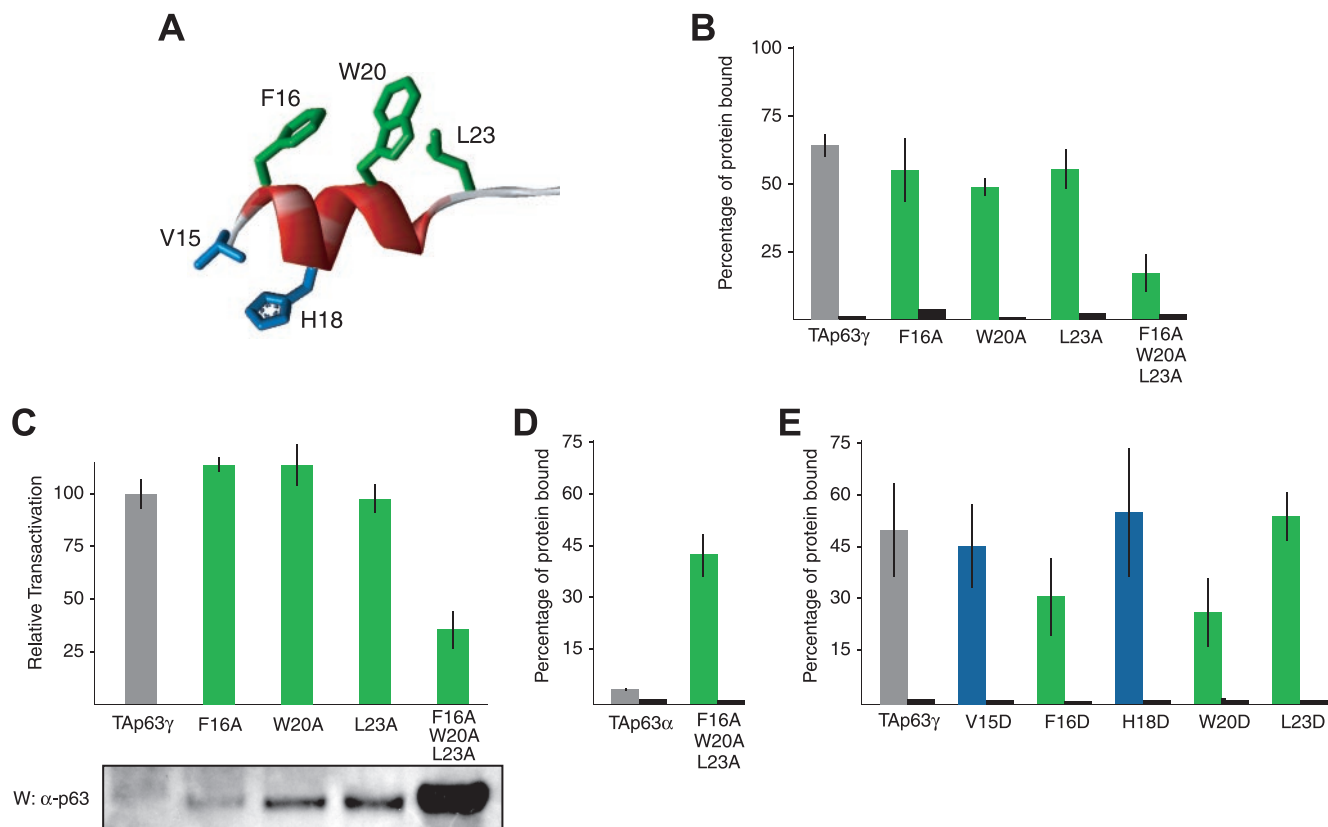 A
F16
W20
L23
V15
H18
B
Percentage of protein bound
100
75
50
25
TAp63γ F16A W20A L23A F16A
W20A
L23A
C
Relative Transactivation
100
75
50
25
TAp63γ F16A W20A L23A F16A
W20A
L23A
W: α-p63
D
Percentage of protein bound
75
60
45
30
15
TAp63α F16A
W20A
L23A
E
Percentage of protein bound
75
60
45
30
15
TAp63γ V15D F16D H18D W20D L23D